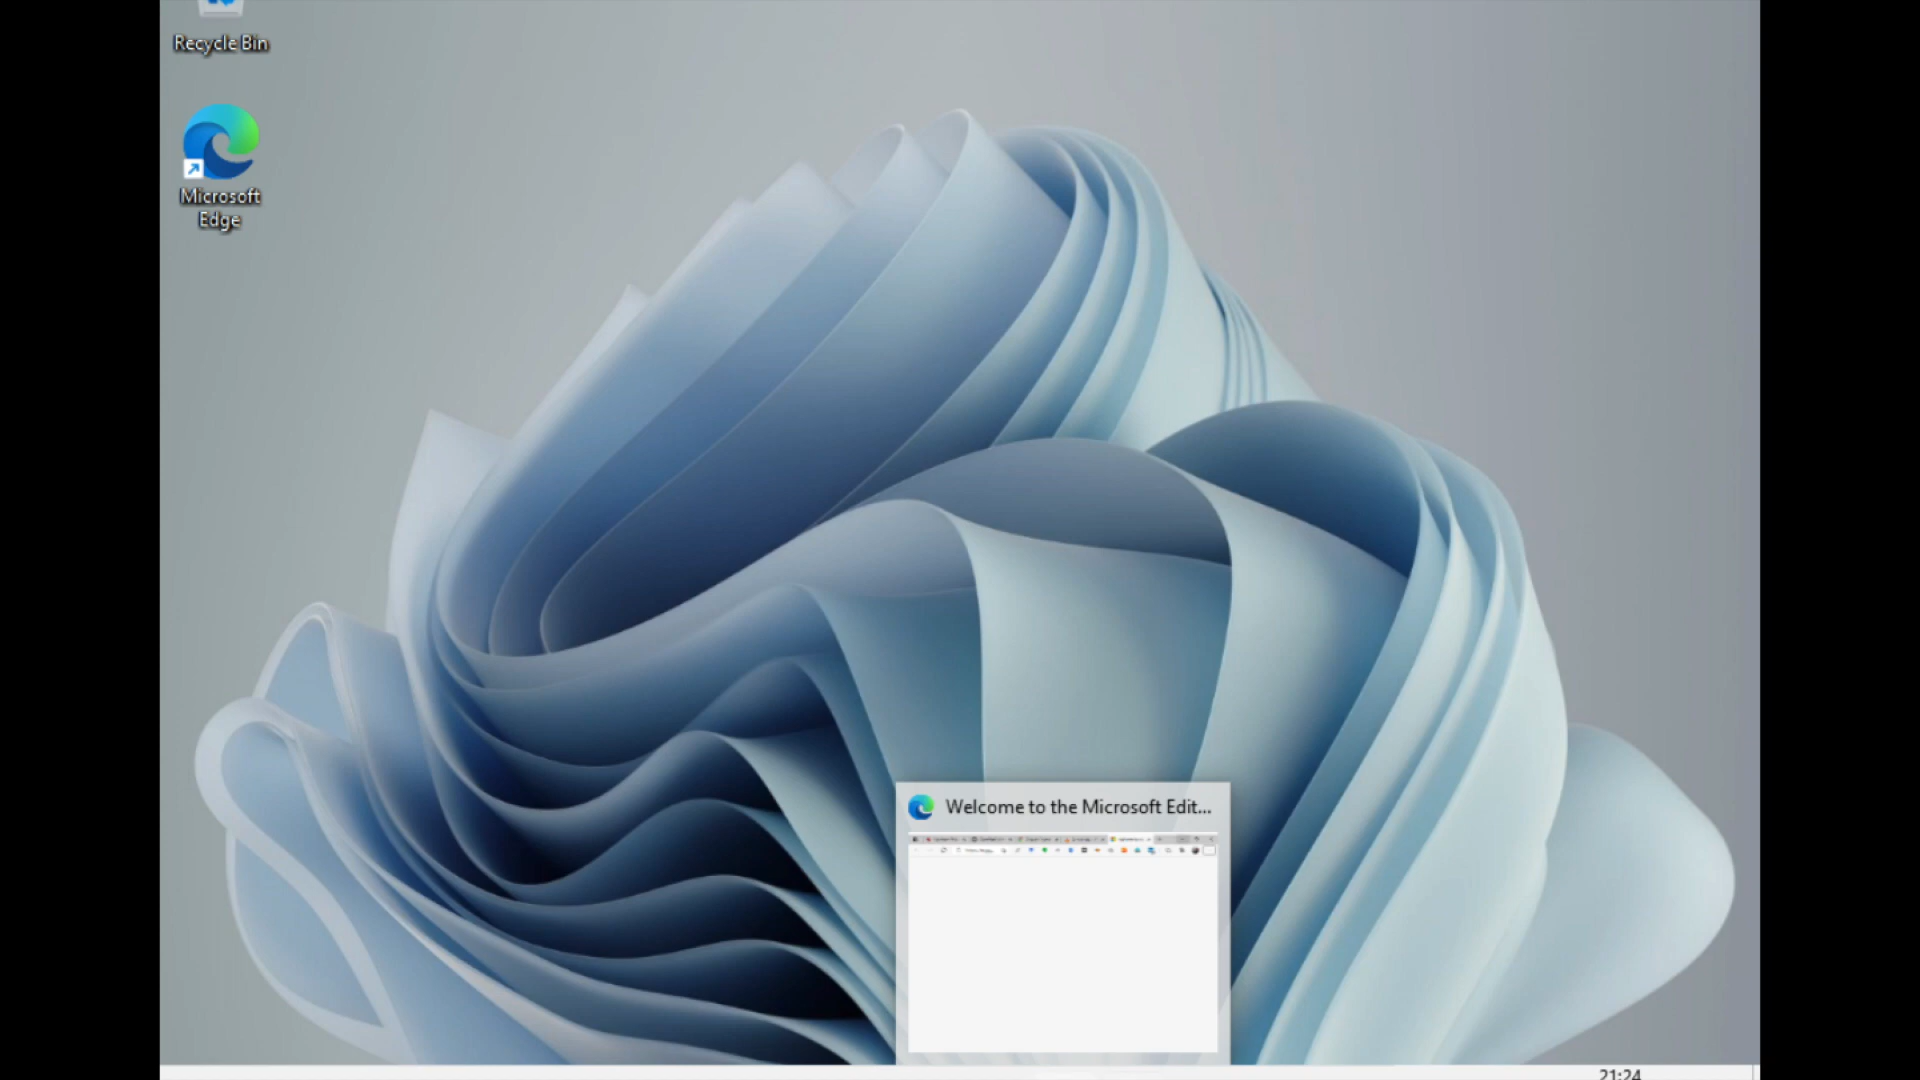 Recycle Bin
Microsoft
Edge
Welcome to the Microsoft Edit...
21:24